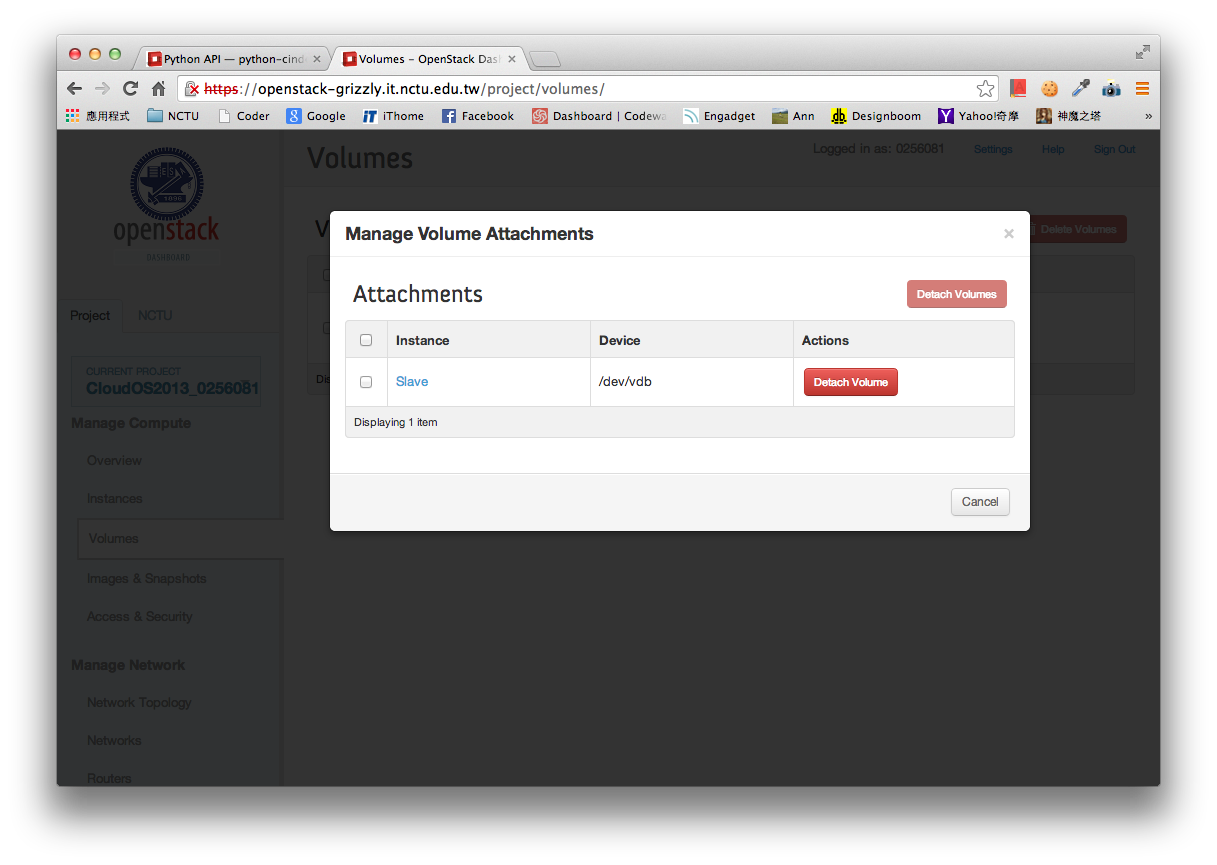 Python API — python-cind
Volumes – OpenStack Das
https://openstack-grizzly.it.nctu.edu.tw/project/volumes/
應用程式 NCTU Coder Google iThome Facebook Dashboard | Codewa Engadget Ann Designboom Yahoo!奇摩 神魔之塔 »
Volumes
Logged in as: 0256081 Settings Help Sign Out
openstack
DASHBOARD
Project NCTU
CURRENT PROJECT
CloudOS2013_0256081
Manage Compute
Overview
Instances
Volumes
Images & Snapshots
Access & Security
Manage Network
Network Topology
Networks
Routers
Delete Volumes
Manage Volume Attachments ×
Attachments
Detach Volumes
Instance Device Actions
Slave /dev/vdb Detach Volume
Displaying 1 item
Cancel